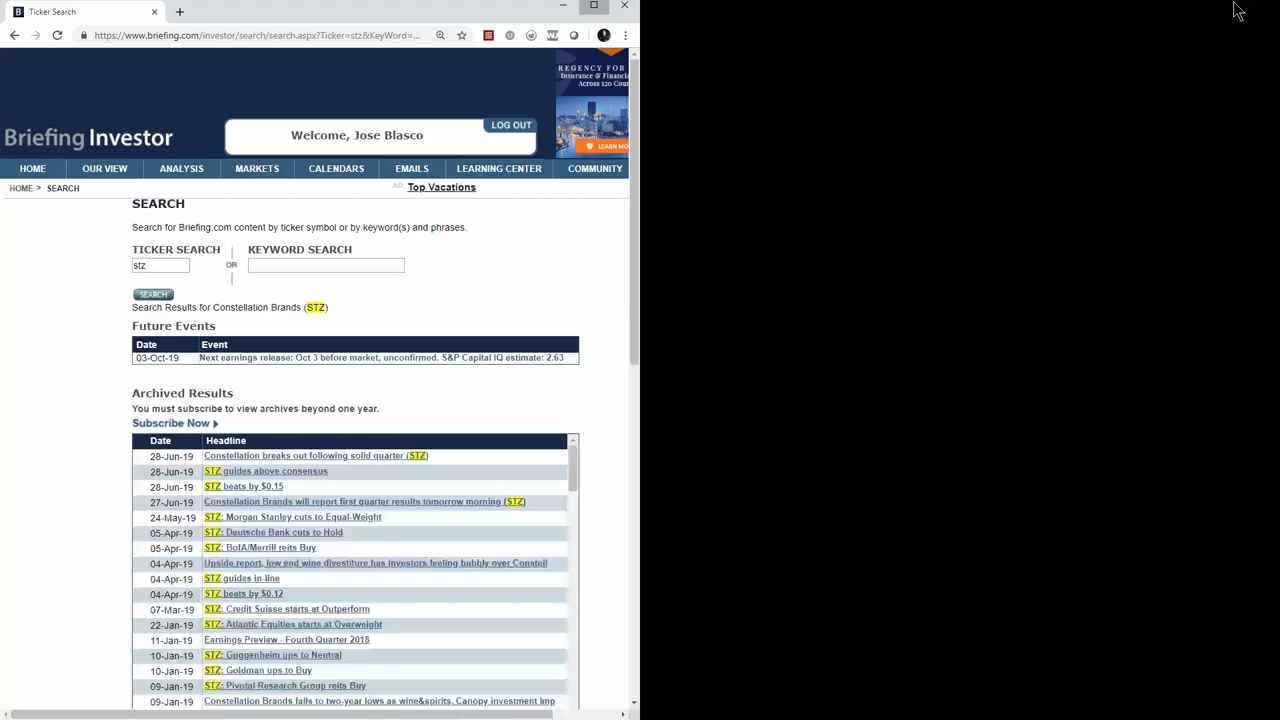 Ticker Search
https://www.briefing.com/investor/search/search.aspx?Ticker=stz&KeyWord=...
REGENCY FOR
Insurance & Financia
Across 120 Cour
LEARN MO
Briefing Investor
Welcome, Jose Blasco
LOG OUT
HOME OUR VIEW ANALYSIS MARKETS CALENDARS EMAILS LEARNING CENTER COMMUNITY
HOME > SEARCH
AD Top Vacations
SEARCH
Search for Briefing.com content by ticker symbol or by keyword(s) and phrases.
TICKER SEARCH OR KEYWORD SEARCH
stz
SEARCH
Search Results for Constellation Brands (STZ)
Future Events
Date Event
03-Oct-19 Next earnings release: Oct 3 before market, unconfirmed. S&P Capital IQ estimate: 2.63
Archived Results
You must subscribe to view archives beyond one year.
Subscribe Now
Date Headline
28-Jun-19 Constellation breaks out following solid quarter (STZ)
28-Jun-19 STZ guides above consensus
28-Jun-19 STZ beats by $0.15
27-Jun-19 Constellation Brands will report first quarter results tomorrow morning (STZ)
24-May-19 STZ: Morgan Stanley cuts to Equal-Weight
05-Apr-19 STZ: Deutsche Bank cuts to Hold
05-Apr-19 STZ: BofA/Merrill reits Buy
04-Apr-19 Upside report, low end wine divestiture has investors feeling bubbly over Constell
04-Apr-19 STZ guides in-line
04-Apr-19 STZ beats by $0.12
07-Mar-19 STZ: Credit Suisse starts at Outperform
22-Jan-19 STZ: Atlantic Equities starts at Overweight
11-Jan-19 Earnings Preview - Fourth Quarter 2018
10-Jan-19 STZ: Guggenheim ups to Neutral
10-Jan-19 STZ: Goldman ups to Buy
09-Jan-19 STZ: Pivotal Research Group reits Buy
09-Jan-19 Constellation Brands falls to two-year lows as wine&spirits, Canopy investment imp